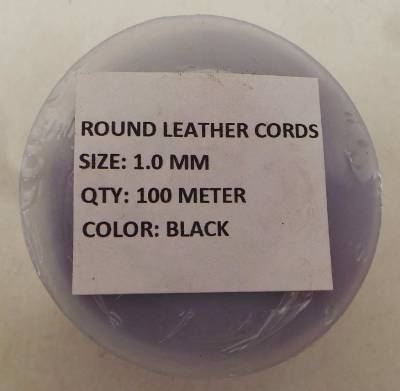 ROUND LEATHER CORDS
SIZE: 1.0 MM
QTY: 100 METER
COLOR: BLACK